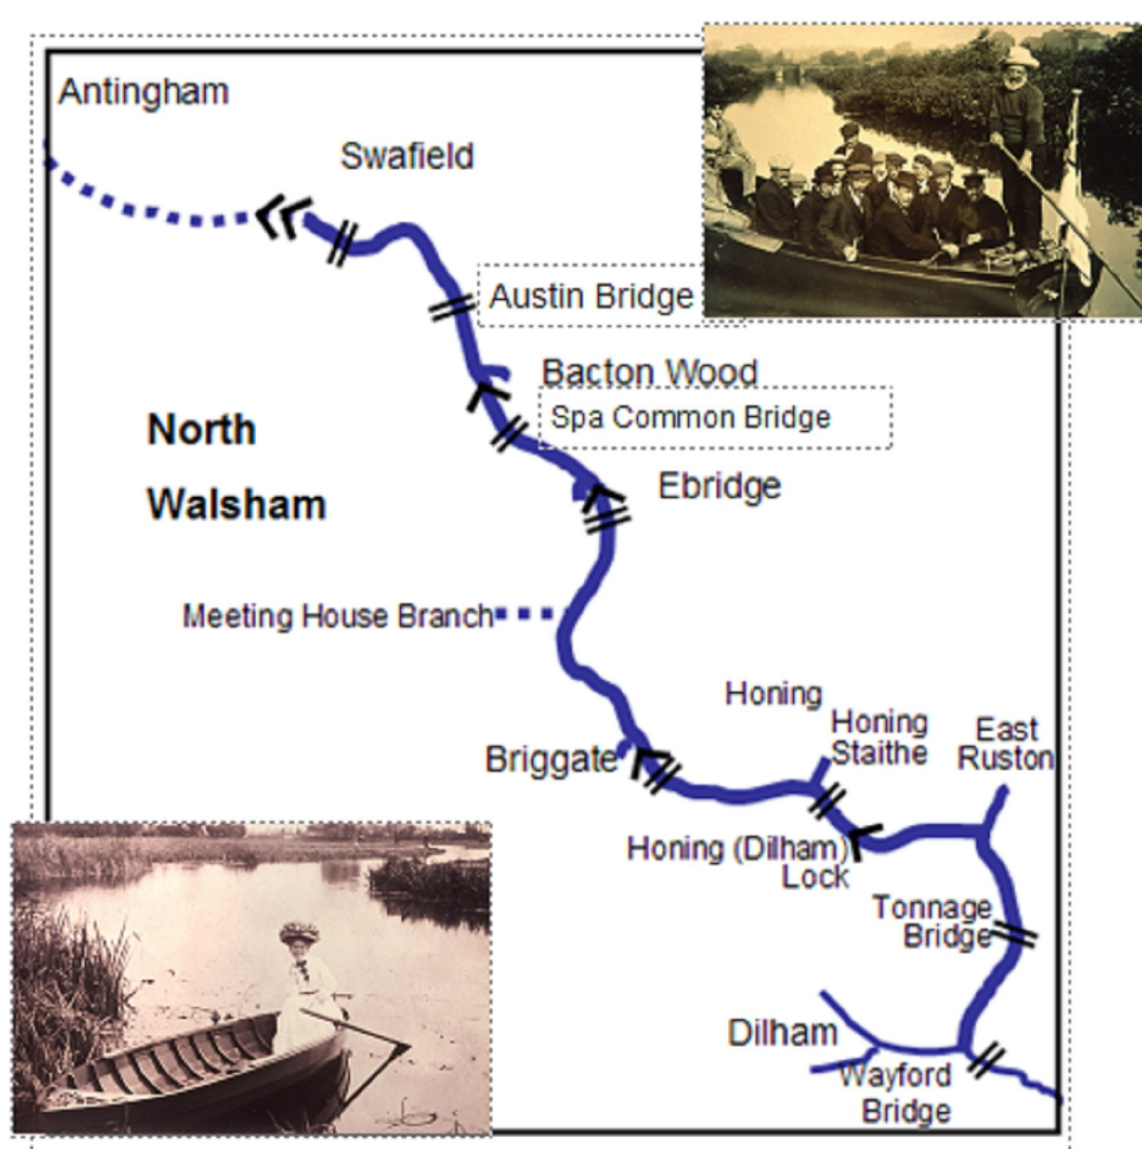 Antingham
Swafield
Austin Bridge
Bacton Wood
Spa Common Bridge
North
Walsham
Ebridge
Meeting House Branch
Honing
Honing
Staithe
East
Ruston
Briggate
Honing (Dilham)
Lock
Tonnage
Bridge
Dilham
Wayford
Bridge